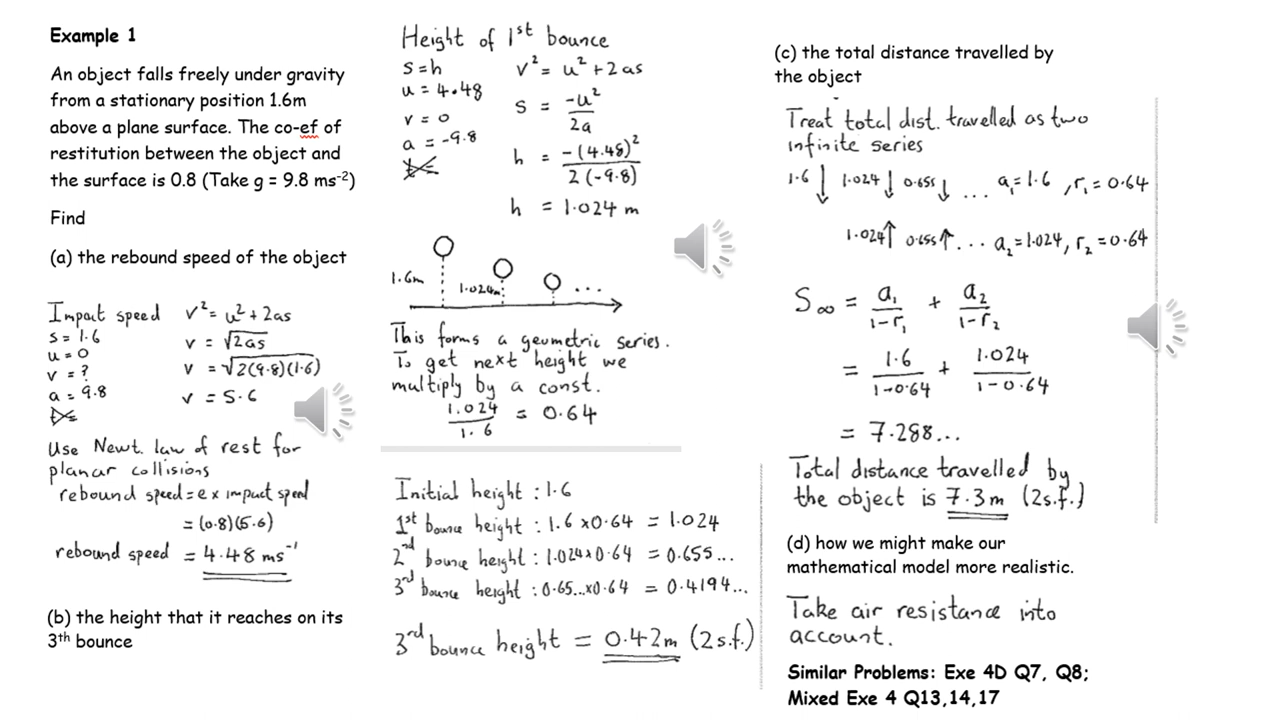 Example 1
An object falls freely under gravity
from a stationary position 1.6m
above a plane surface. The co-ef of
restitution between the object and
the surface is 0.8 (Take g = 9.8 ms⁻²)
Find
(a) the rebound speed of the object
Impact speed v² = u² + 2as
s = 1.6 v = √2as
u = 0
v = ? v = √2(9.8)(1.6)
a = 9.8 v = 5.6
t=
Use Newt. law of rest for
planar collisions
rebound speed = e × impact speed
= (0.8)(5.6)
rebound speed = 4.48 ms⁻¹
(b) the height that it reaches on its
3th bounce
Height of 1st bounce
s = h v² = u² + 2as
u = 4.48
v = 0 s = -u²/2a
a = -9.8
t= h = -(4.48)²/2(-9.8)
h = 1.024 m
1.6m 1.024m ...
This forms a geometric series.
To get next height we
multiply by a const.
1.024/1.6 = 0.64
Initial height : 1.6
1st bounce height : 1.6 × 0.64 = 1.024
2nd bounce height : 1.024 × 0.64 = 0.655...
3rd bounce height : 0.65... × 0.64 = 0.4194...
3rd bounce height = 0.42m (2s.f.)
(c) the total distance travelled by
the object
Treat total dist. travelled as two
infinite series
1.6↓ 1.024↓ 0.655↓ ... a₁ = 1.6 , r₁ = 0.64
1.024↑ 0.655↑ ... a₂ = 1.024, r₂ = 0.64
S∞ = a₁/1-r₁ + a₂/1-r₂
= 1.6/1-0.64 + 1.024/1-0.64
= 7.288...
Total distance travelled by
the object is 7.3m (2s.f.)
(d) how we might make our
mathematical model more realistic.
Take air resistance into
account.
Similar Problems: Exe 4D Q7, Q8;
Mixed Exe 4 Q13,14,17